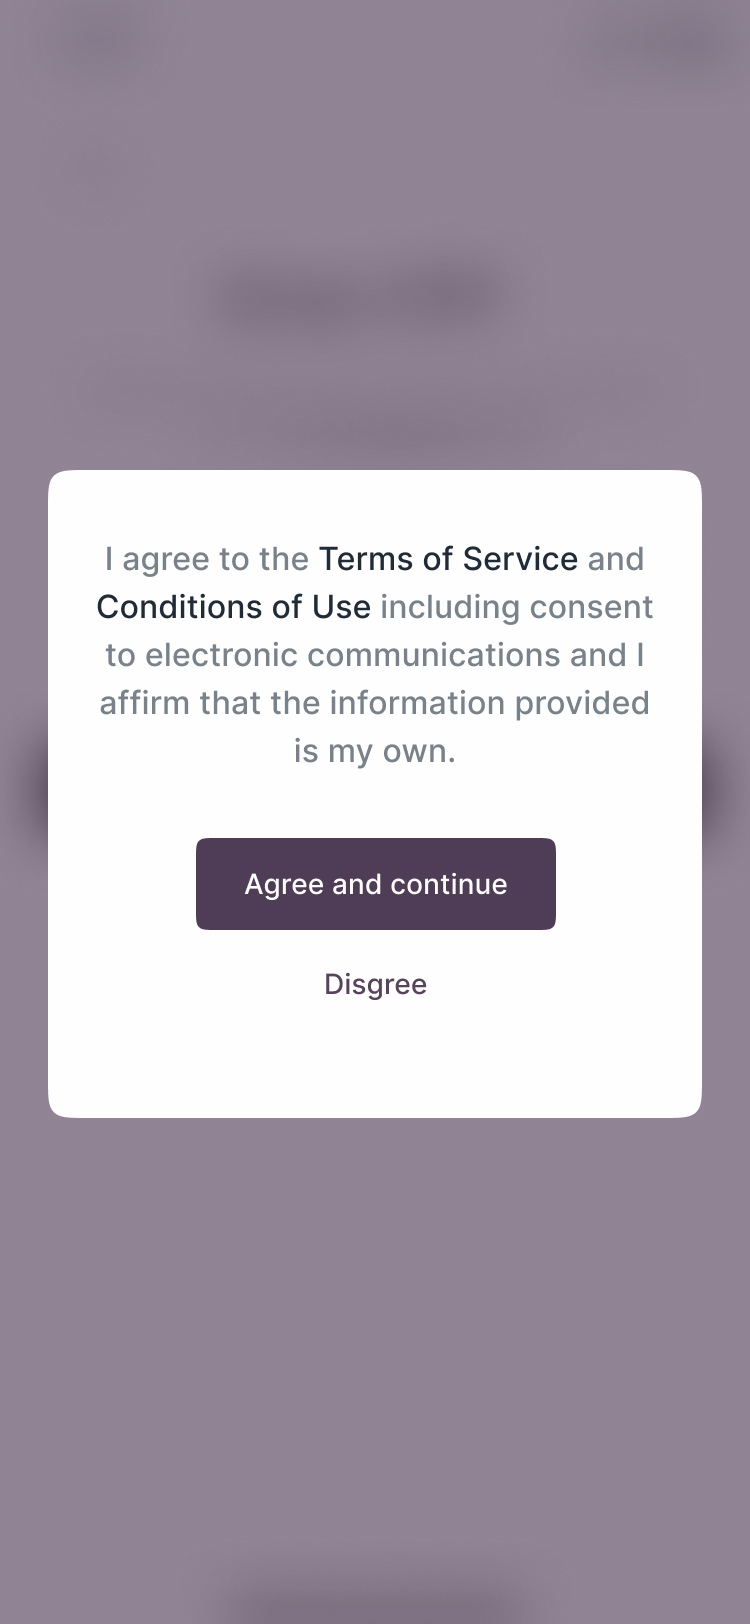 I agree to the Terms of Service and
Conditions of Use including consent
to electronic communications and I
affirm that the information provided
is my own.
Agree and continue
Disgree